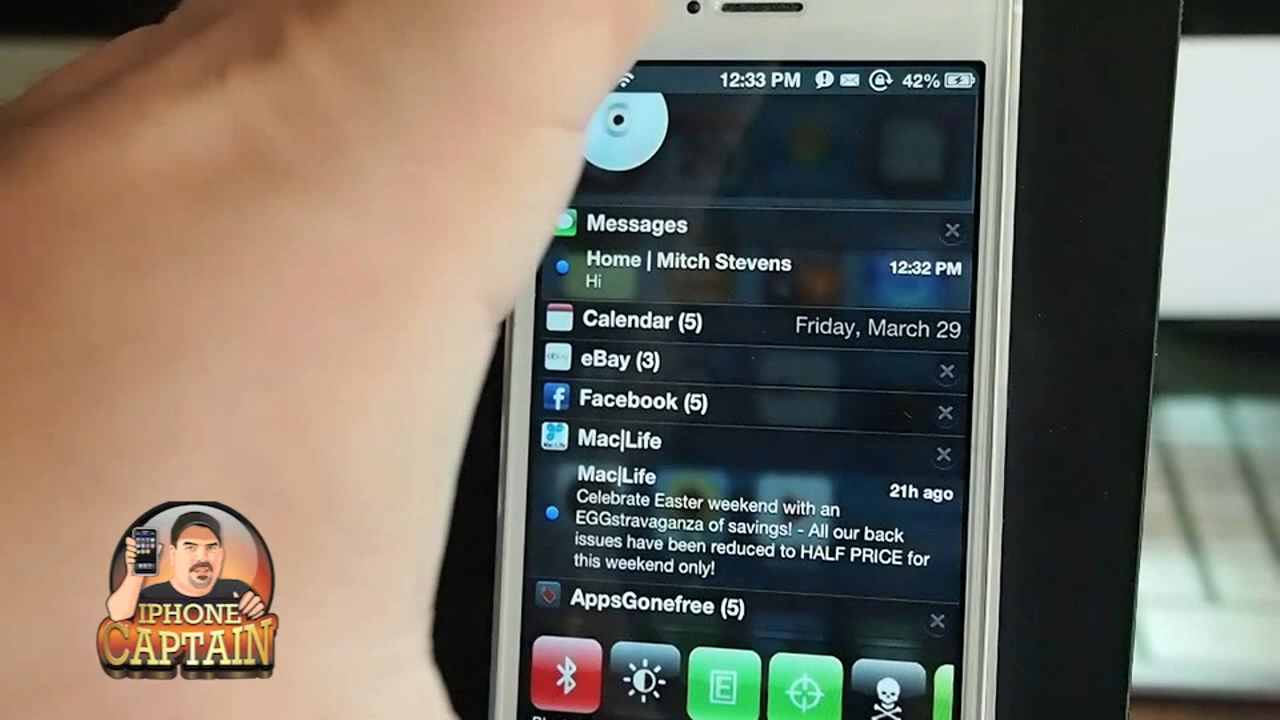 12:33 PM 42%
Messages
Home | Mitch Stevens 12:32 PM
Hi
Calendar (5) Friday, March 29
eBay (3)
Facebook (5)
Mac|Life
Mac|Life 21h ago
Celebrate Easter weekend with an
EGGstravaganza of savings! - All our back
issues have been reduced to HALF PRICE for
this weekend only!
AppsGonefree (5)
E
IPHONE
CAPTAIN